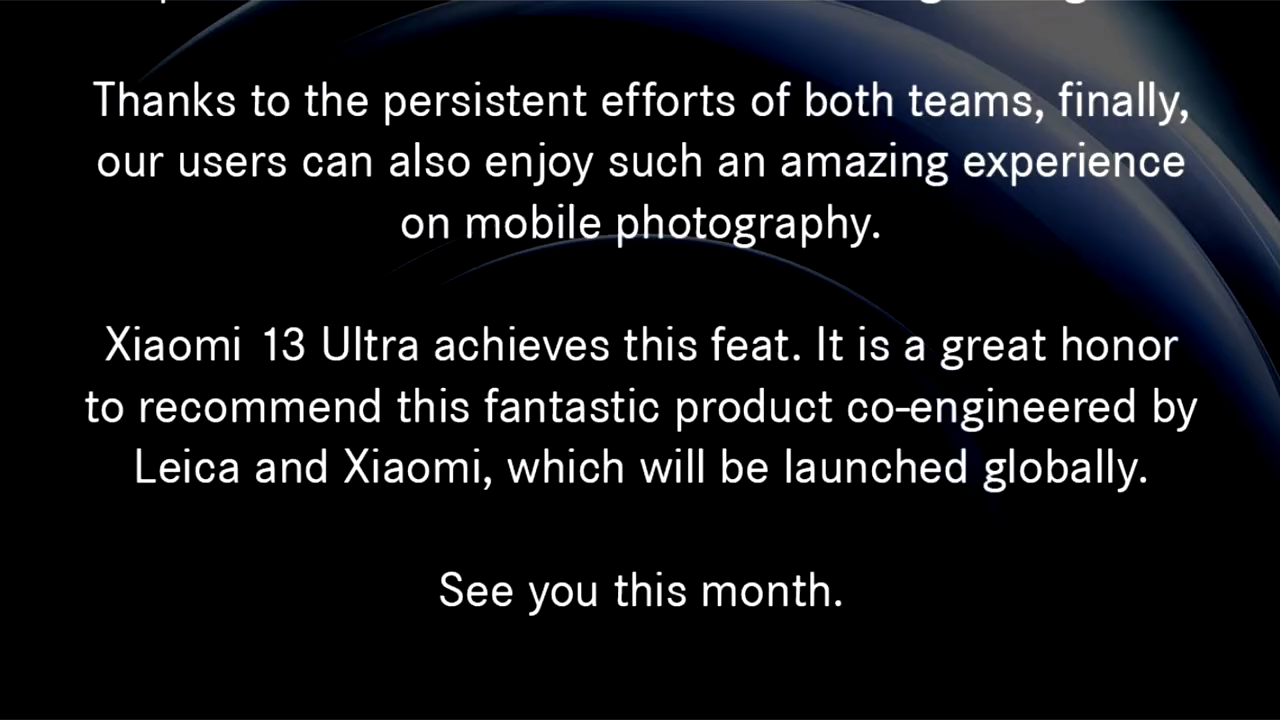 Thanks to the persistent efforts of both teams, finally,
our users can also enjoy such an amazing experience
on mobile photography.
Xiaomi 13 Ultra achieves this feat. It is a great honor
to recommend this fantastic product co-engineered by
Leica and Xiaomi, which will be launched globally.
See you this month.